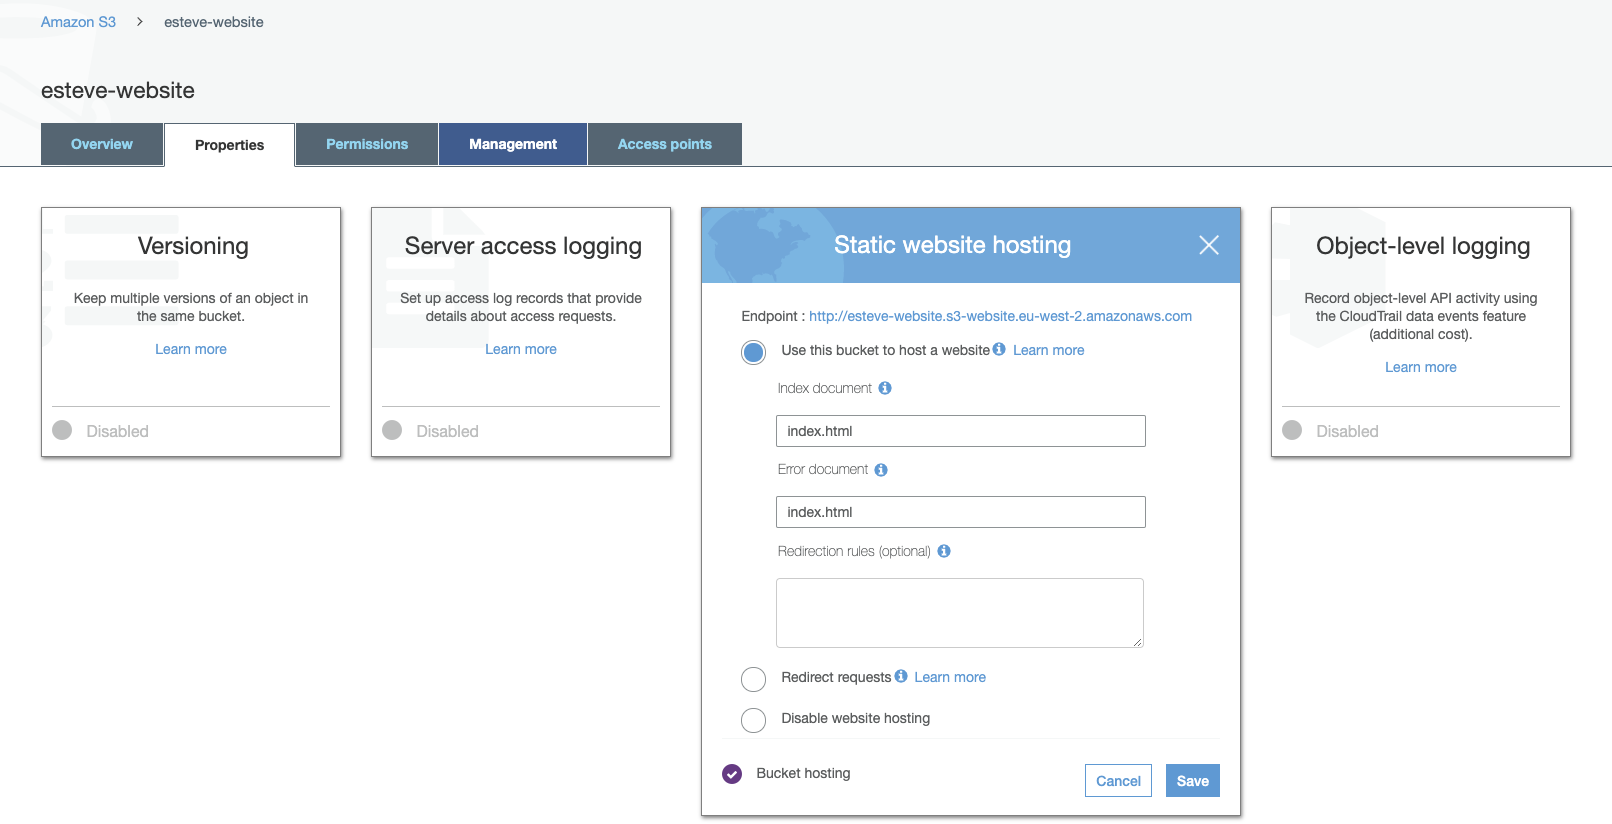 Amazon S3 > esteve-website
esteve-website
Overview
Properties
Permissions
Management
Access points
Versioning
Keep multiple versions of an object in
the same bucket.
Learn more
Disabled
Server access logging
Set up access log records that provide
details about access requests.
Learn more
Disabled
Static website hosting
Endpoint : http://esteve-website.s3-website.eu-west-2.amazonaws.com
Use this bucket to host a website Learn more
Index document
index.html
Error document
index.html
Redirection rules (optional)
Redirect requests Learn more
Disable website hosting
Bucket hosting
Cancel
Save
Object-level logging
Record object-level API activity using
the CloudTrail data events feature
(additional cost).
Learn more
Disabled